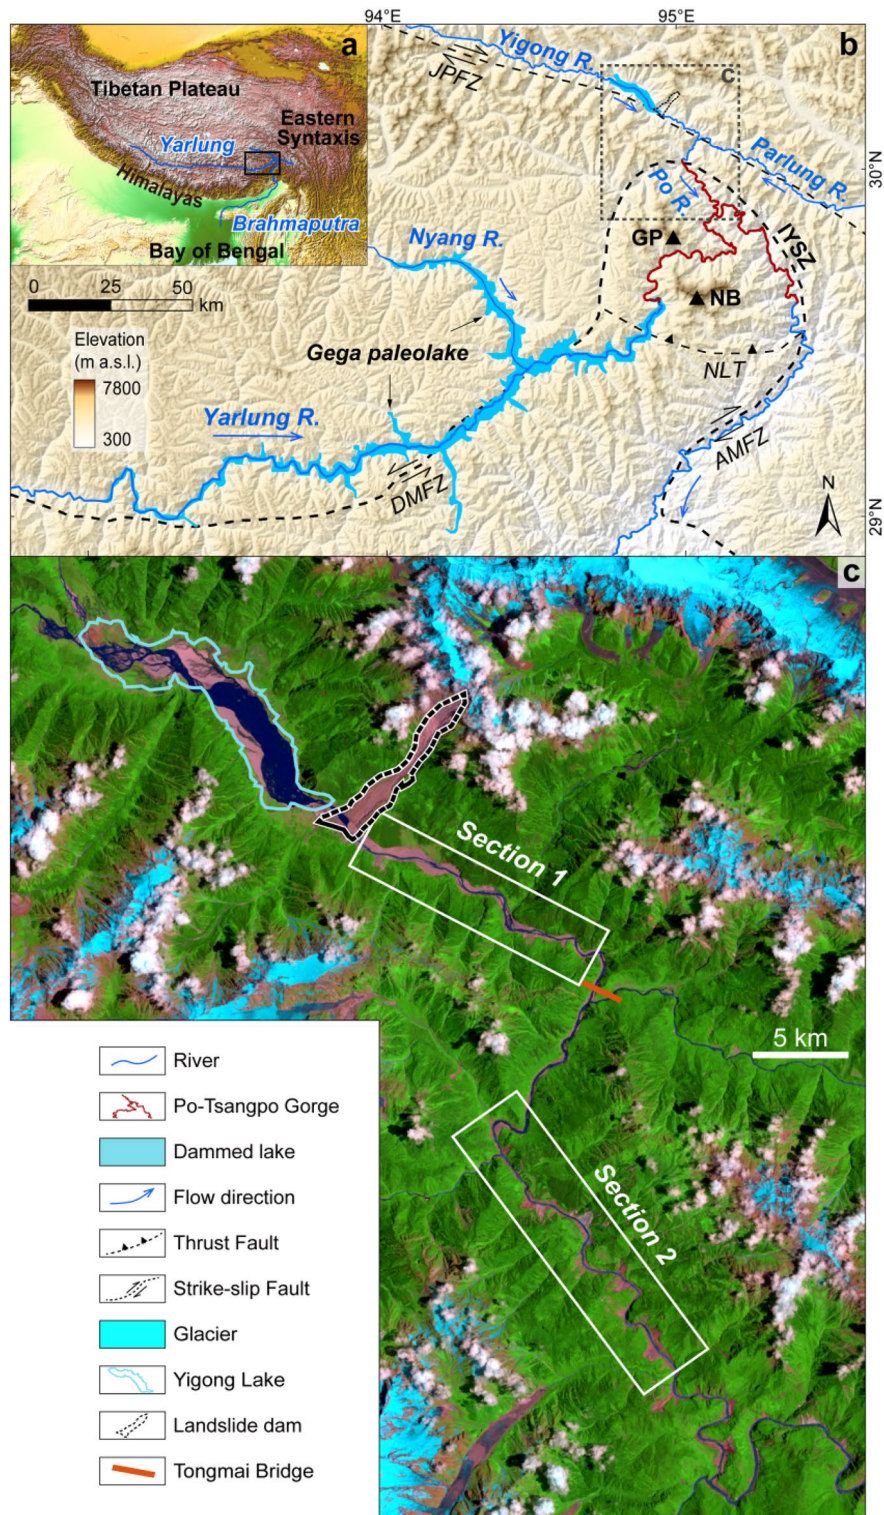 94°E
95°E
a
Tibetan Plateau
Eastern
Syntaxis
Yarlung
Himalayas
Brahmaputra
Bay of Bengal
b
Yigong R.
JPFZ
c
Parlung R.
30°N
Po R.
IYSZ
GP
NB
Nyang R.
0 25 50
km
Elevation
(m a.s.l.)
7800
300
Gega paleolake
NLT
Yarlung R.
AMFZ
DMFZ
N
29°N
c
Section 1
5 km
Section 2
River
Po-Tsangpo Gorge
Dammed lake
Flow direction
Thrust Fault
Strike-slip Fault
Glacier
Yigong Lake
Landslide dam
Tongmai Bridge